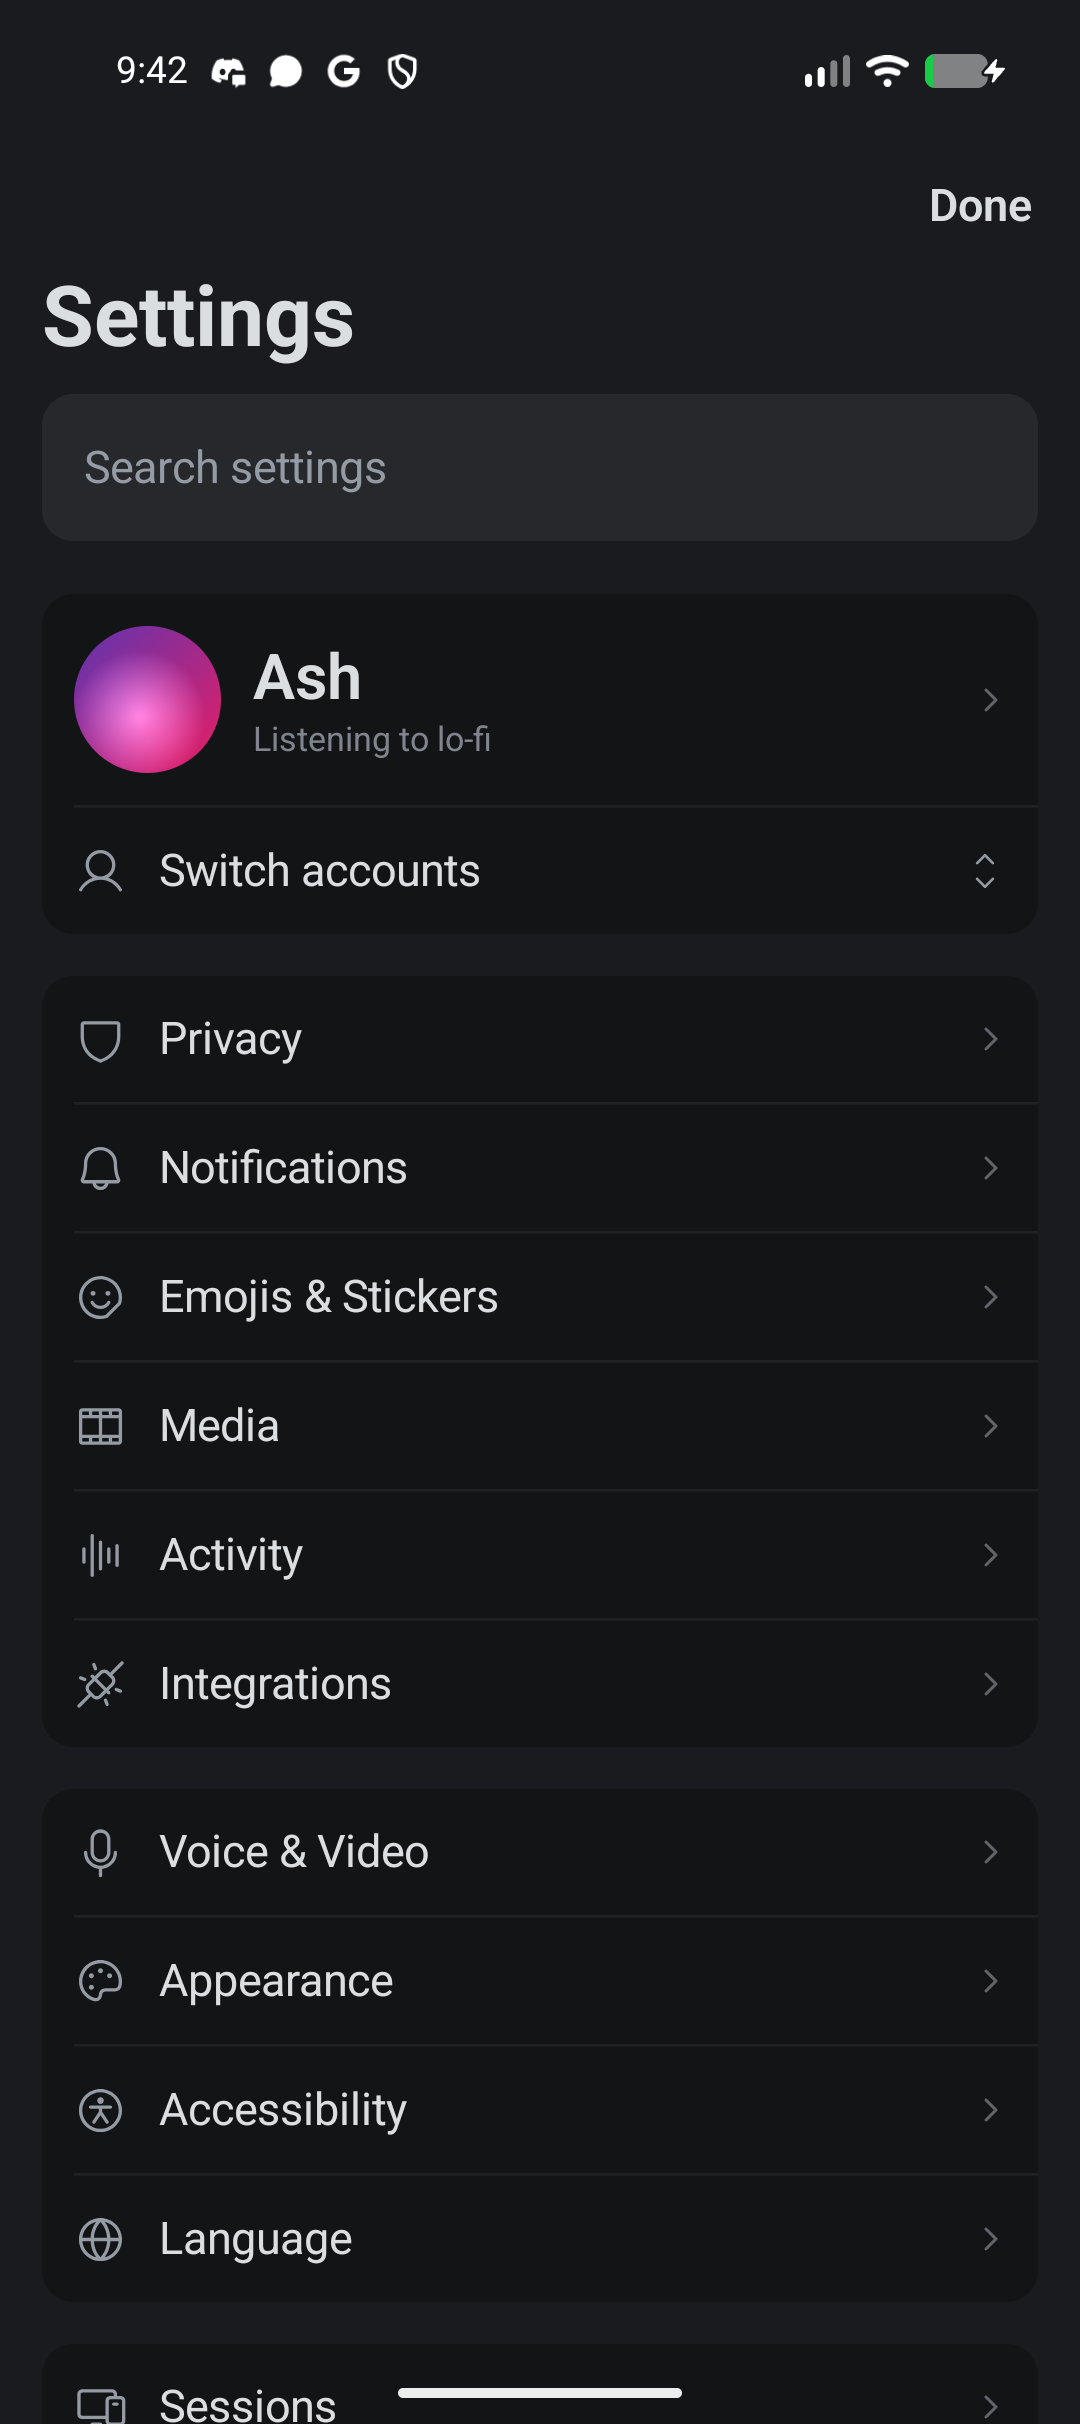 9:42
Done
Settings
Search settings
Ash
Listening to lo-fi
Switch accounts
Privacy
Notifications
Emojis & Stickers
Media
Activity
Integrations
Voice & Video
Appearance
Accessibility
Language
Sessions